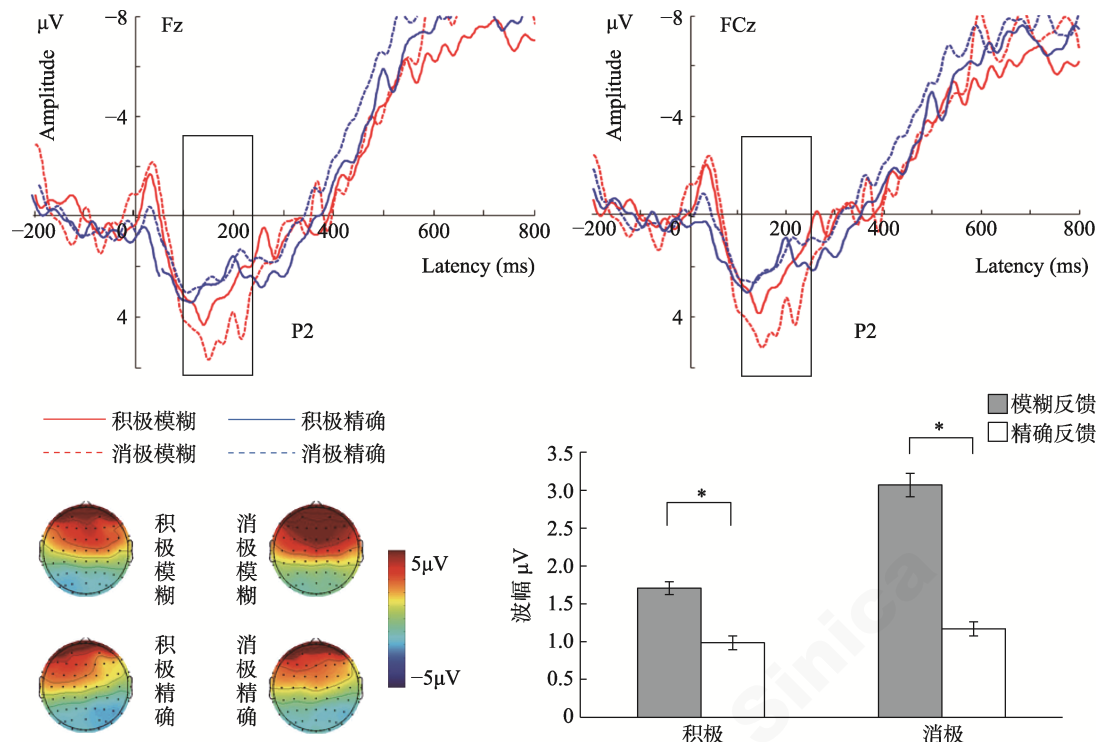 μV
−8
Fz
Amplitude
−4
−200
0
200
400
600
800
Latency (ms)
4
P2
μV
−8
FCz
Amplitude
−4
−200
0
200
400
600
800
Latency (ms)
4
P2
积极模糊
积极精确
消极模糊
消极精确
积极模糊
消极模糊
积极精确
消极精确
5μV
−5μV
模糊反馈
精确反馈
波幅 μV
3.5
3.0
2.5
2.0
1.5
1.0
0.5
0
*
*
积极
消极
Sinica